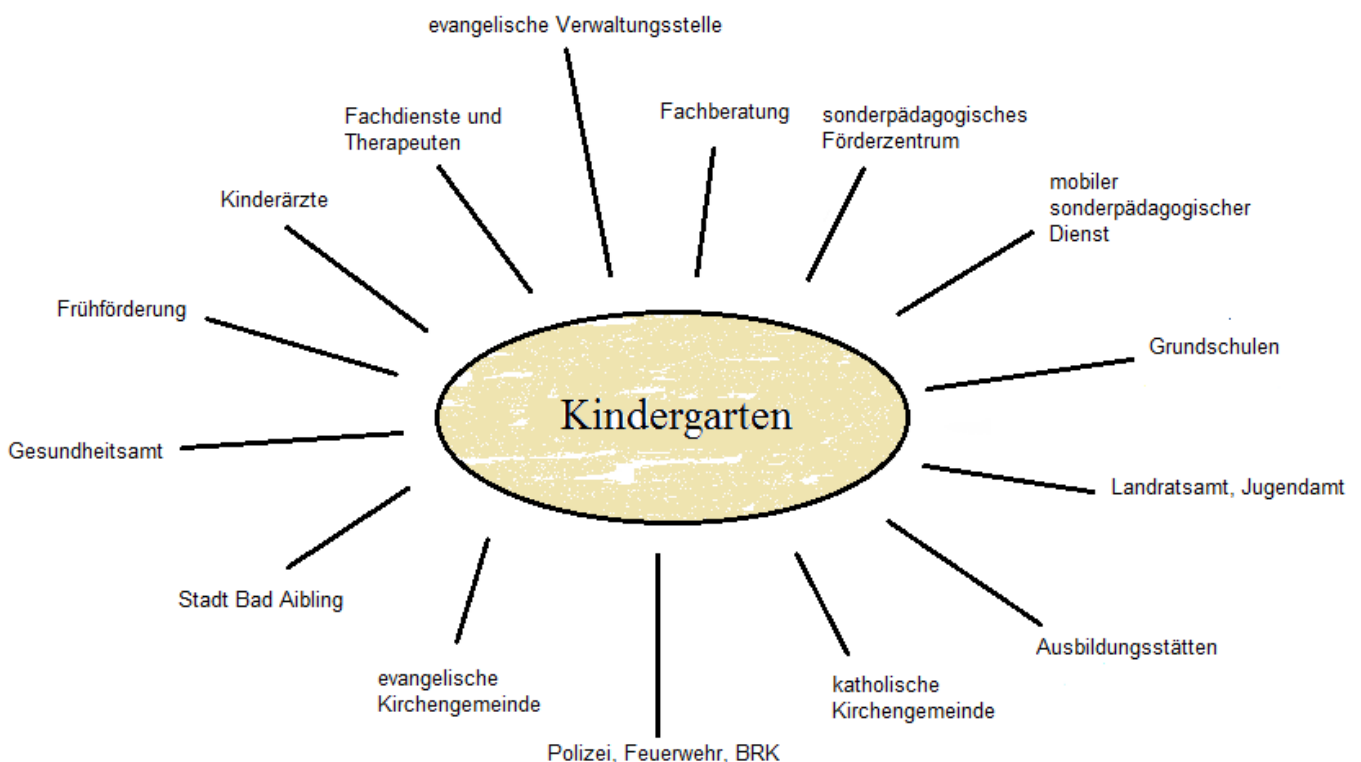 evangelische Verwaltungsstelle
Fachdienste und
Therapeuten
Fachberatung
sonderpädagogisches
Förderzentrum
Kinderärzte
mobiler
sonderpädagogischer
Dienst
Frühförderung
Grundschulen
Kindergarten
Gesundheitsamt
Landratsamt, Jugendamt
Stadt Bad Aibling
Ausbildungsstätten
evangelische
Kirchengemeinde
katholische
Kirchengemeinde
Polizei, Feuerwehr, BRK